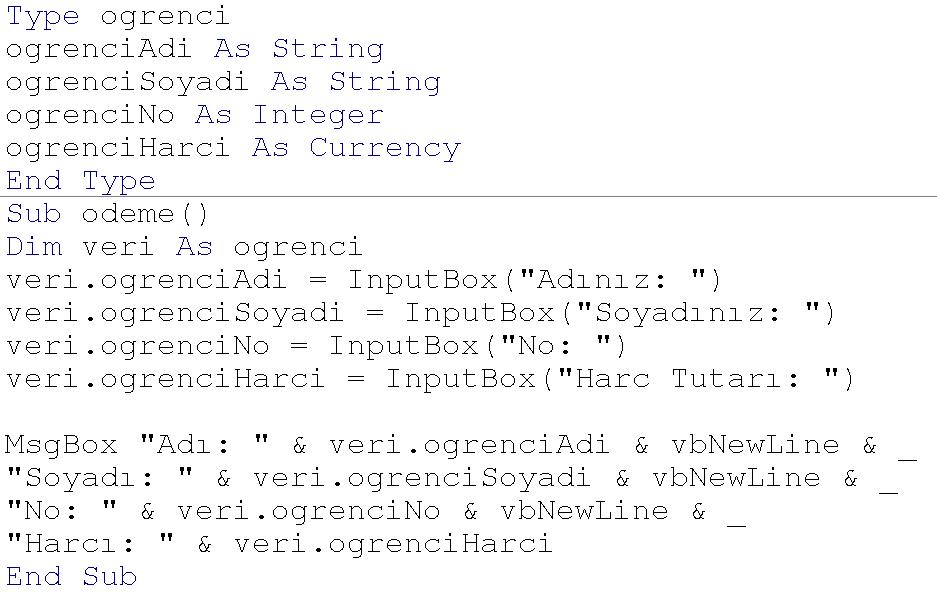 Type ogrenci
ogrenciAdi As String
ogrenciSoyadi As String
ogrenciNo As Integer
ogrenciHarci As Currency
End Type
Sub odeme()
Dim veri As ogrenci
veri.ogrenciAdi = InputBox("Adınız: ")
veri.ogrenciSoyadi = InputBox("Soyadınız: ")
veri.ogrenciNo = InputBox("No: ")
veri.ogrenciHarci = InputBox("Harc Tutarı: ")
MsgBox "Adı: " & veri.ogrenciAdi & vbNewLine & _
"Soyadı: " & veri.ogrenciSoyadi & vbNewLine & _
"No: " & veri.ogrenciNo & vbNewLine & _
"Harcı: " & veri.ogrenciHarci
End Sub